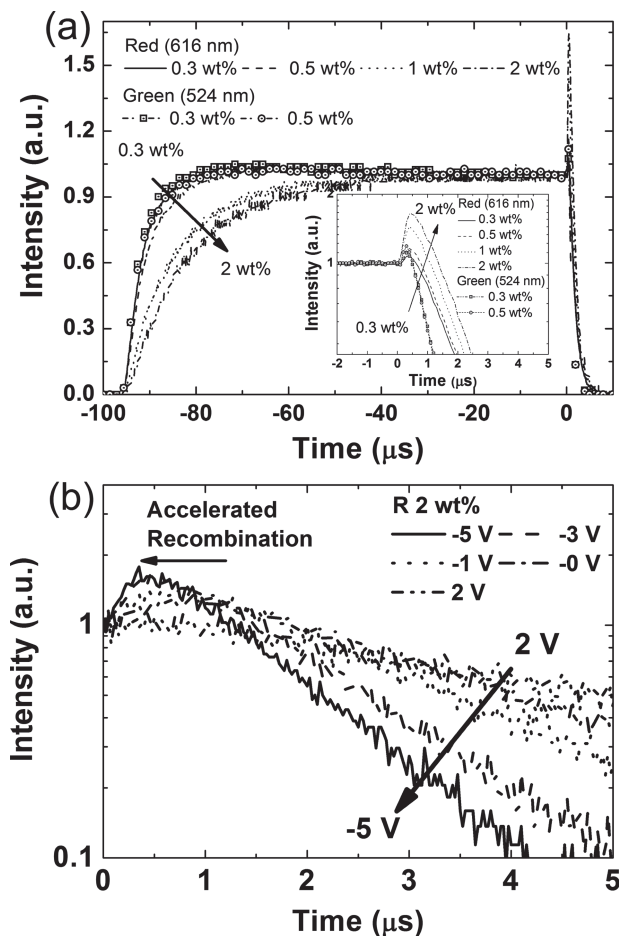 (a)
Red (616 nm)
0.3 wt% 0.5 wt% 1 wt% 2 wt%
Green (524 nm)
0.3 wt% 0.5 wt%
0.3 wt%
2 wt%
Intensity (a.u.)
1.5
1.2
0.9
0.6
0.3
0.0
-100 -80 -60 -40 -20 0
Time (μs)
2
1
Intensity (a.u.)
2 wt%
0.3 wt%
Red (616 nm)
0.3 wt%
0.5 wt%
1 wt%
2 wt%
Green (524 nm)
0.3 wt%
0.5 wt%
-2 -1 0 1 2 3 4 5
Time (μs)
(b)
Accelerated
Recombination
R 2 wt%
-5 V -3 V
-1 V -0 V
2 V
2 V
-5 V
Intensity (a.u.)
1
0.1
0 1 2 3 4 5
Time (μs)